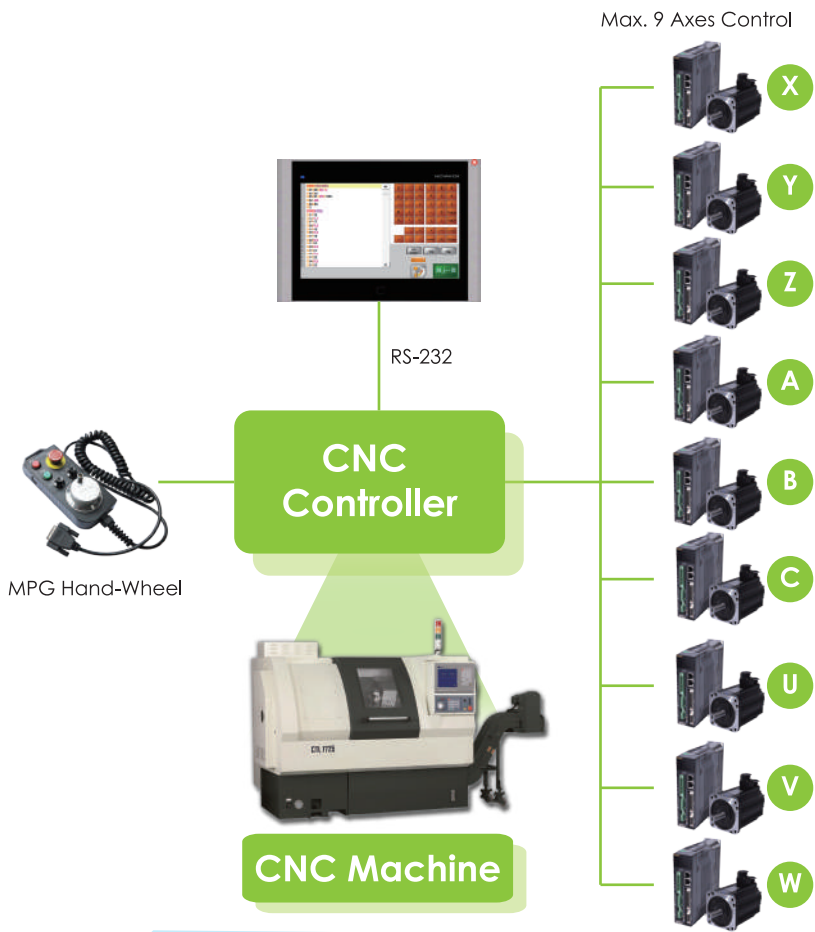 Max. 9 Axes Control
X
Y
Z
RS-232
A
CNC
Controller
B
MPG Hand-Wheel
C
U
V
CNC Machine
W